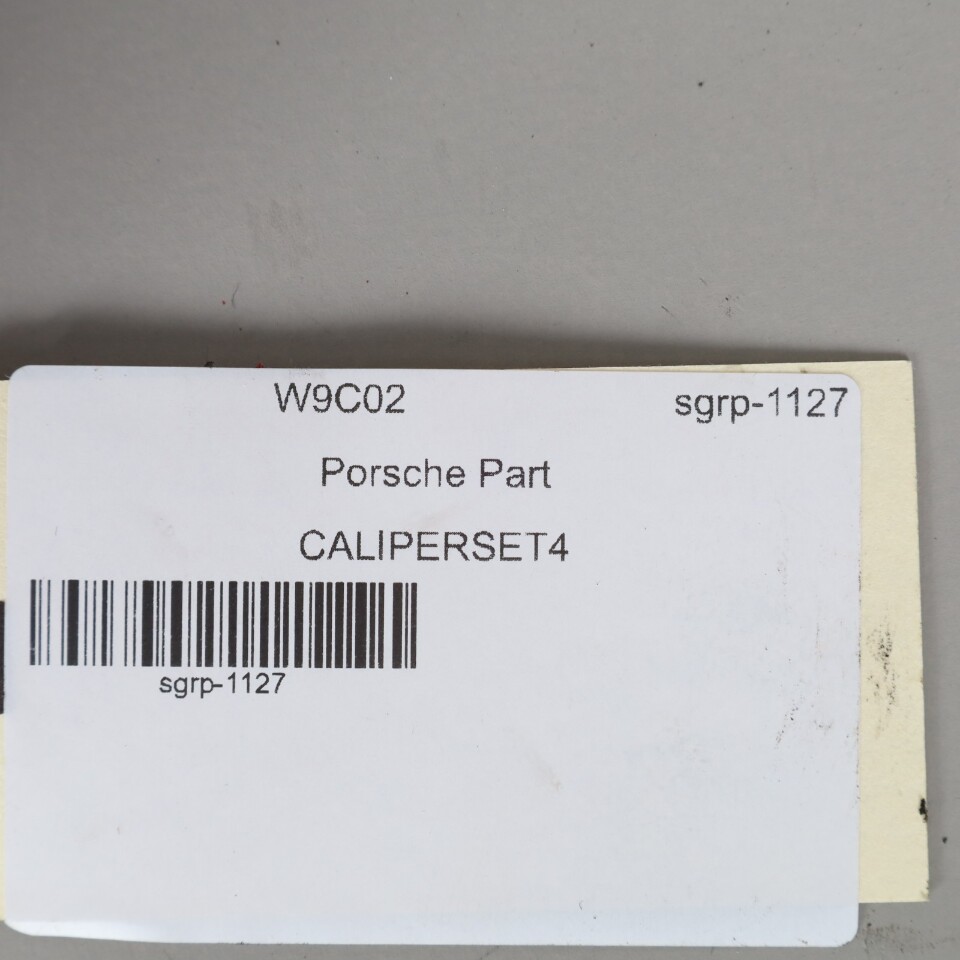 W9C02 sgrp-1127
Porsche Part
CALIPERSET4
sgrp-1127